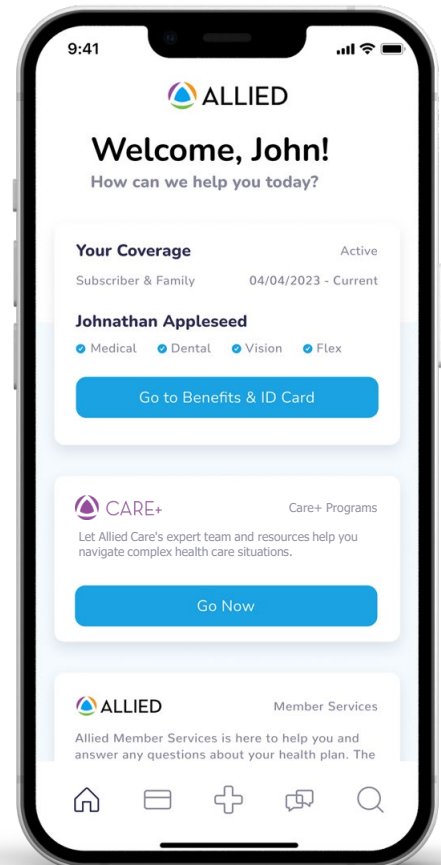 9:41
ALLIED
Welcome, John!
How can we help you today?
Your Coverage Active
Subscriber & Family 04/04/2023 - Current
Johnathan Appleseed
Medical Dental Vision Flex
Go to Benefits & ID Card
CARE+ Care+ Programs
Let Allied Care's expert team and resources help you
navigate complex health care situations.
Go Now
ALLIED Member Services
Allied Member Services is here to help you and
answer any questions about your health plan. The